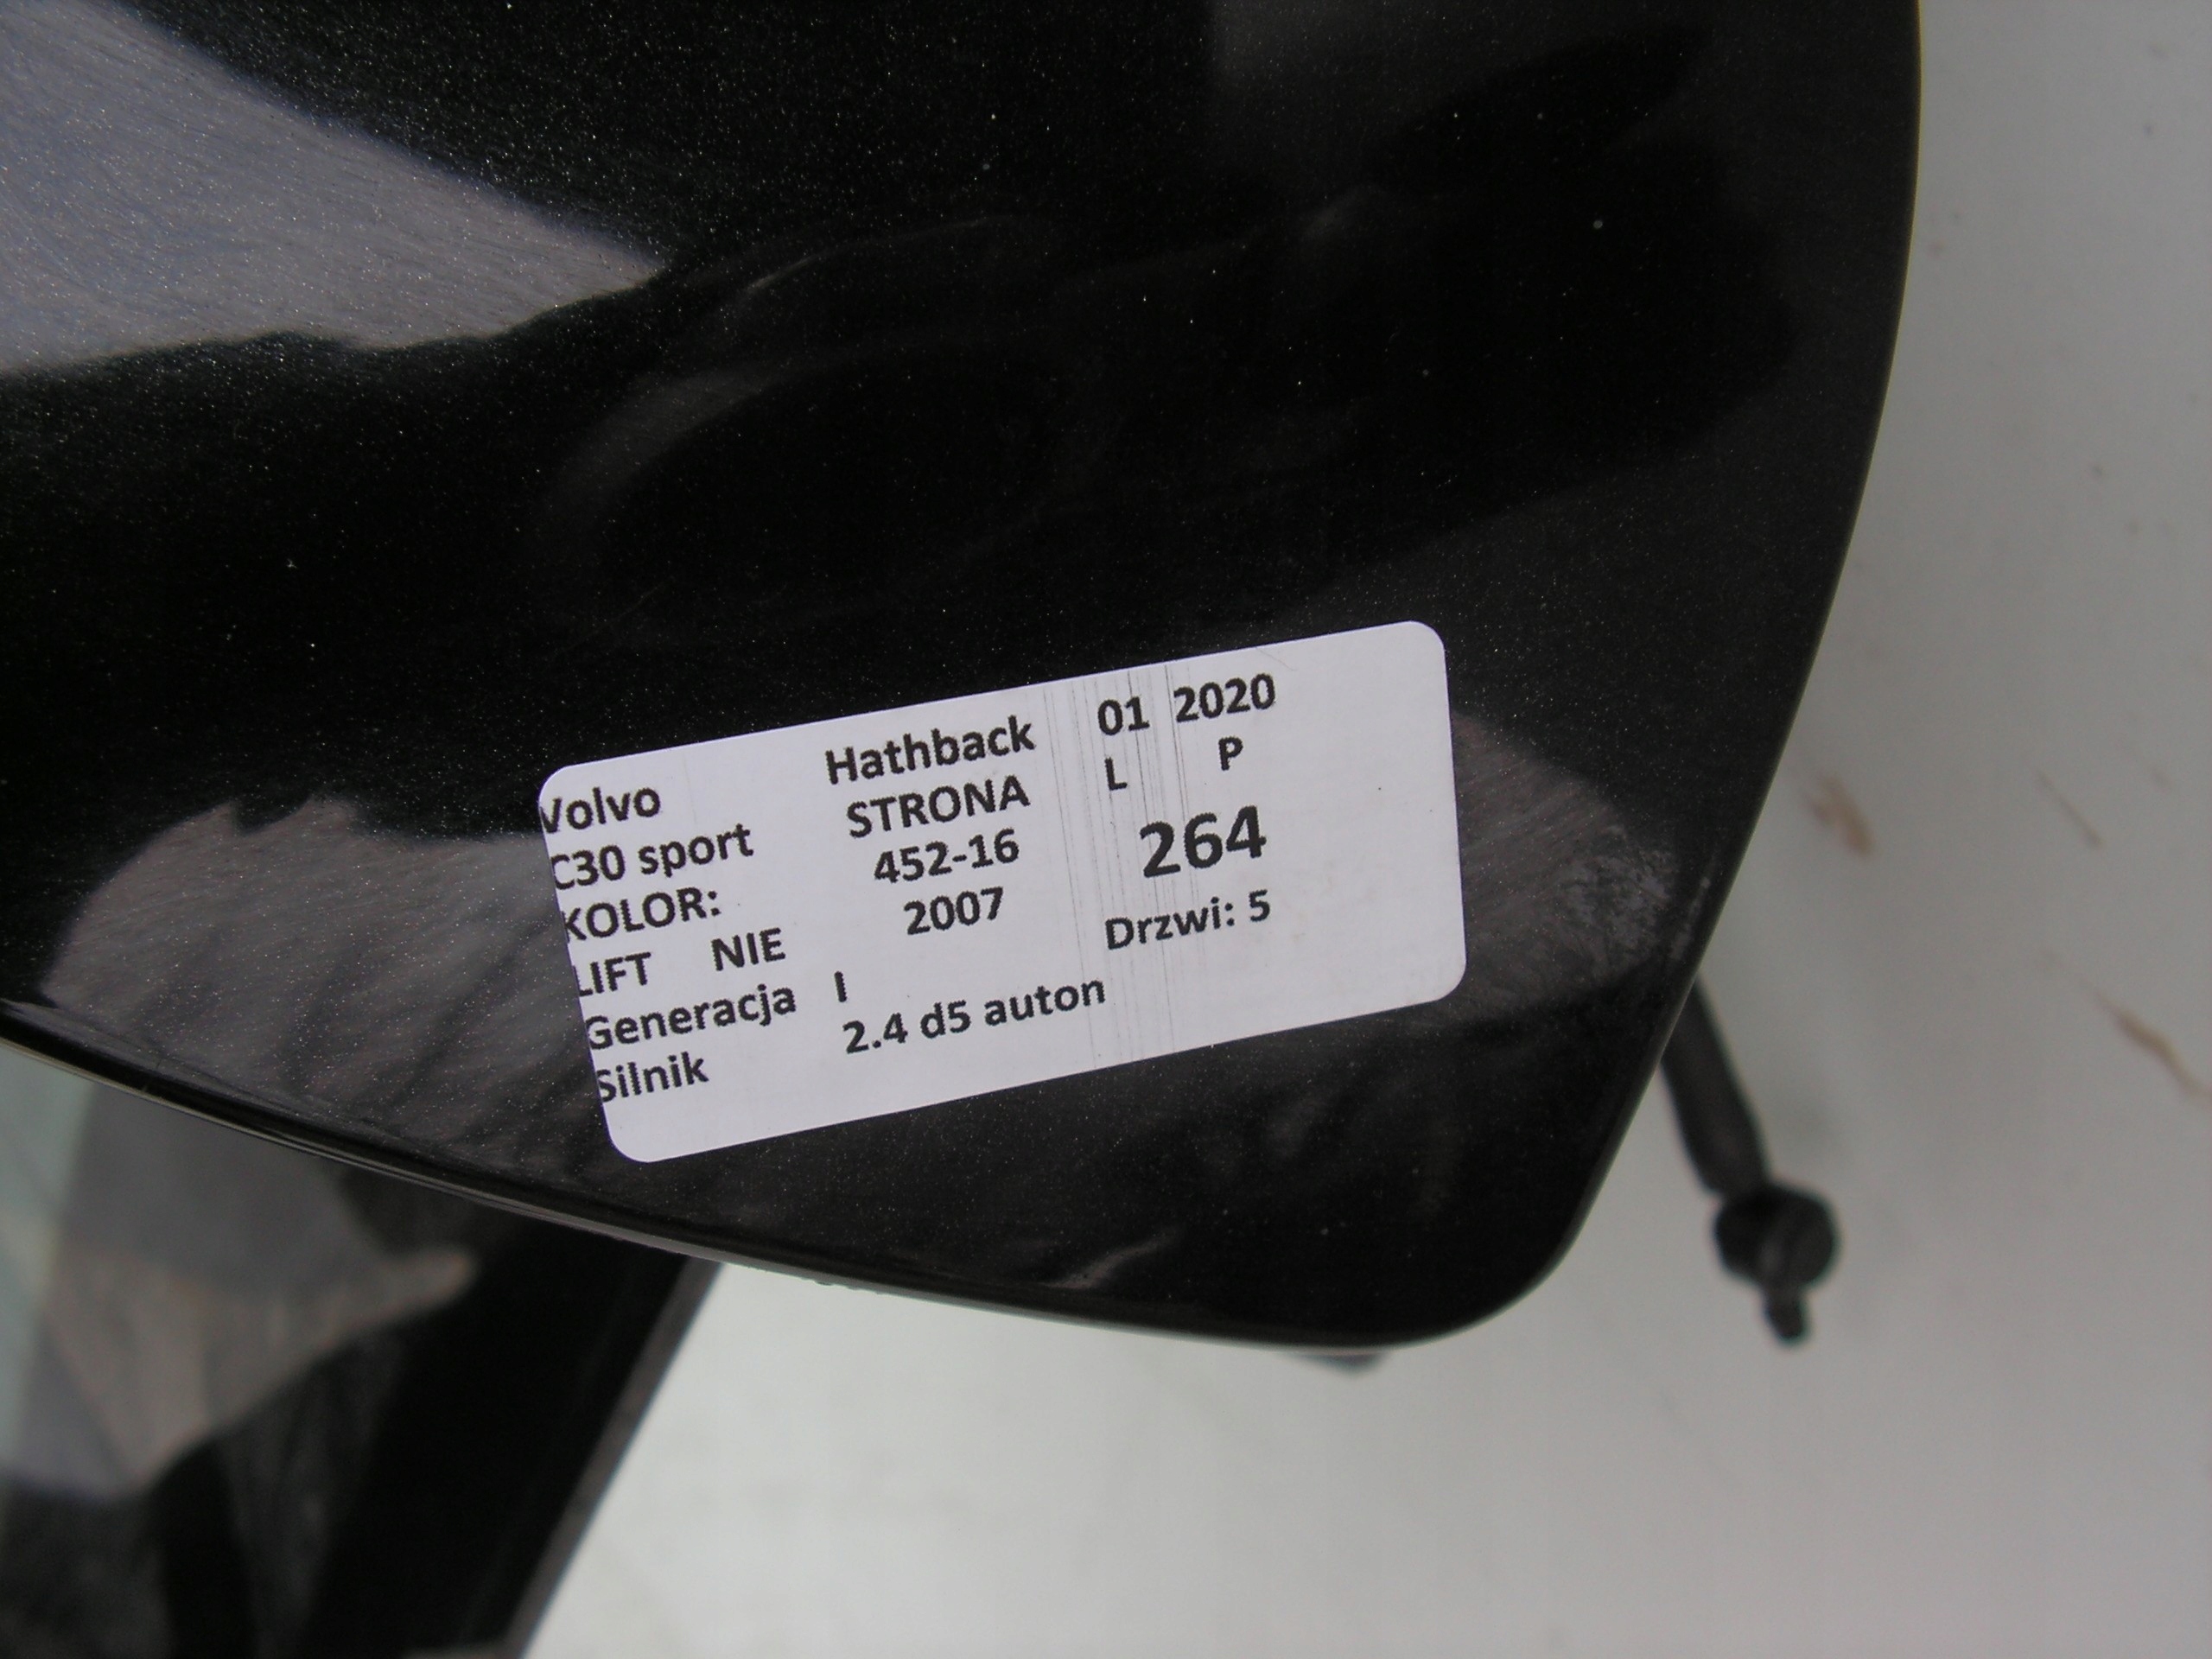 Volvo Hathback 01 2020
C30 sport STRONA L P
KOLOR: 452-16 264
LIFT NIE 2007 Drzwi: 5
Generacja I
Silnik 2.4 d5 auton